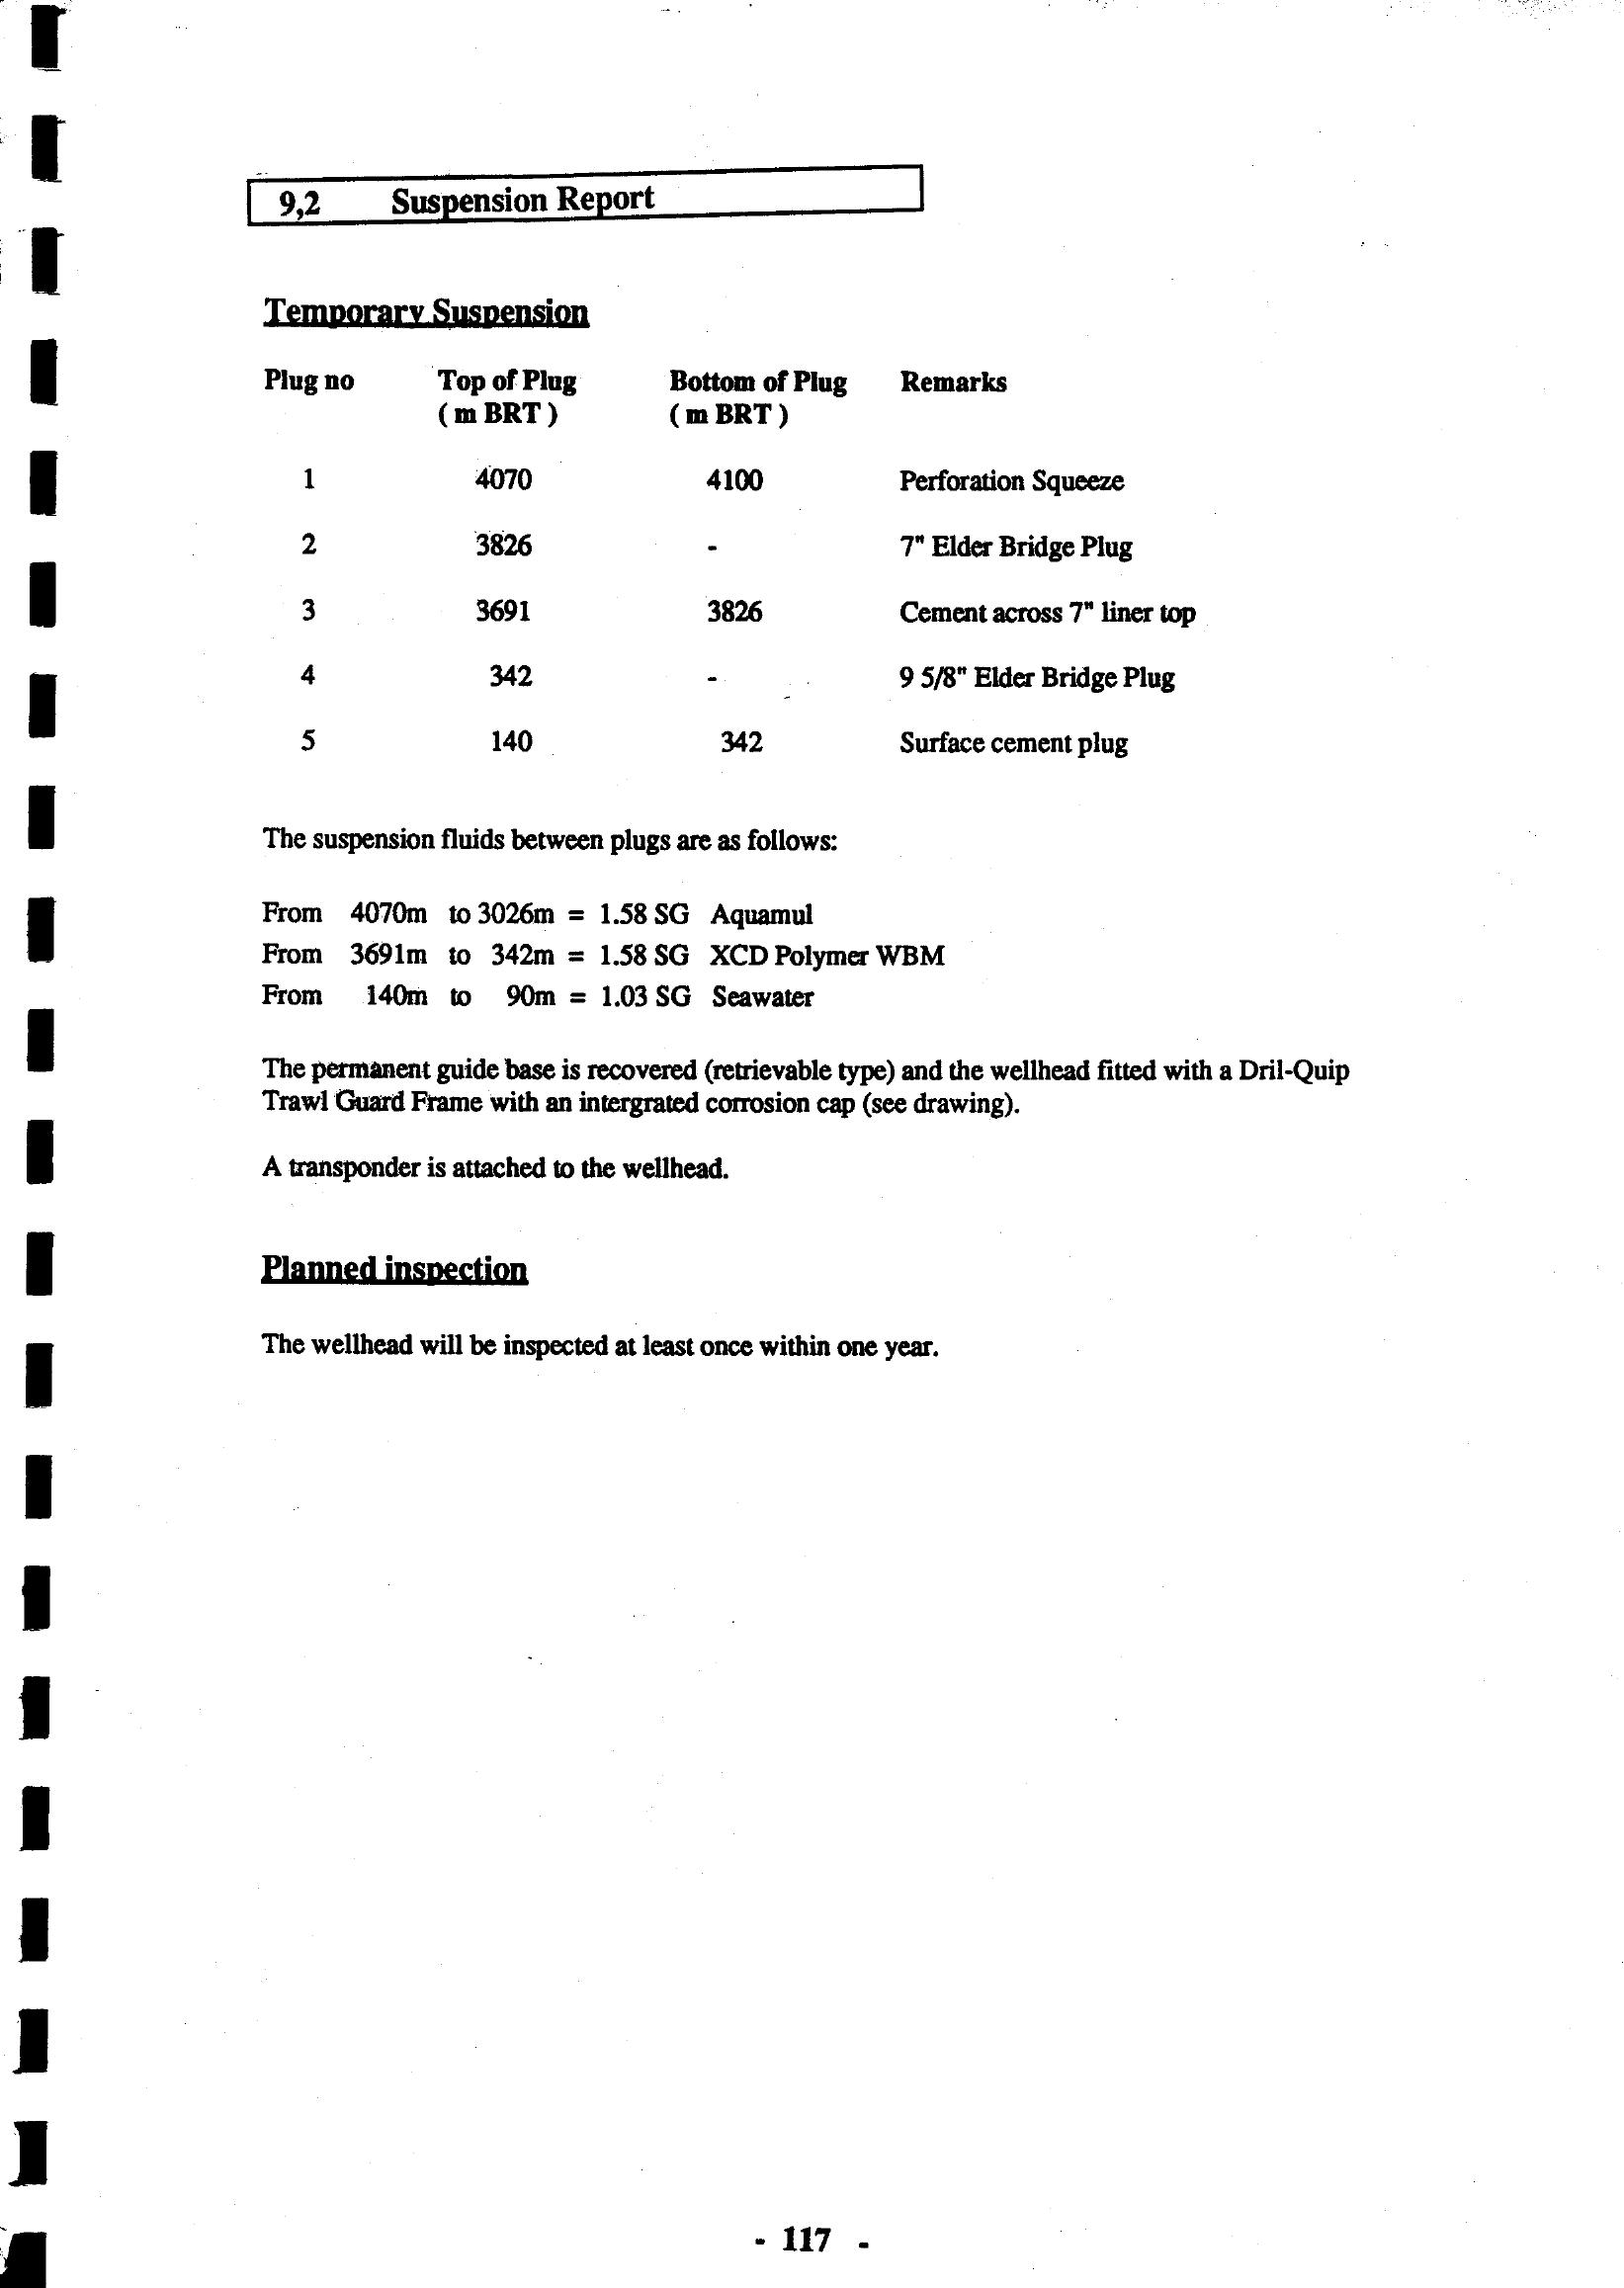 9,2 Suspension Report
Temporary Suspension
Plug no Top of Plug Bottom of Plug Remarks
( m BRT ) ( m BRT )
1 4070 4100 Perforation Squeeze
2 3826 - 7" Elder Bridge Plug
3 3691 3826 Cement across 7" liner top
4 342 - 9 5/8" Elder Bridge Plug
5 140 342 Surface cement plug
The suspension fluids between plugs are as follows:
From 4070m to 3026m = 1.58 SG Aquamul
From 3691m to 342m = 1.58 SG XCD Polymer WBM
From 140m to 90m = 1.03 SG Seawater
The permanent guide base is recovered (retrievable type) and the wellhead fitted with a Dril-Quip
Trawl Guard Frame with an intergrated corrosion cap (see drawing).
A transponder is attached to the wellhead.
Planned inspection
The wellhead will be inspected at least once within one year.
- 117 -